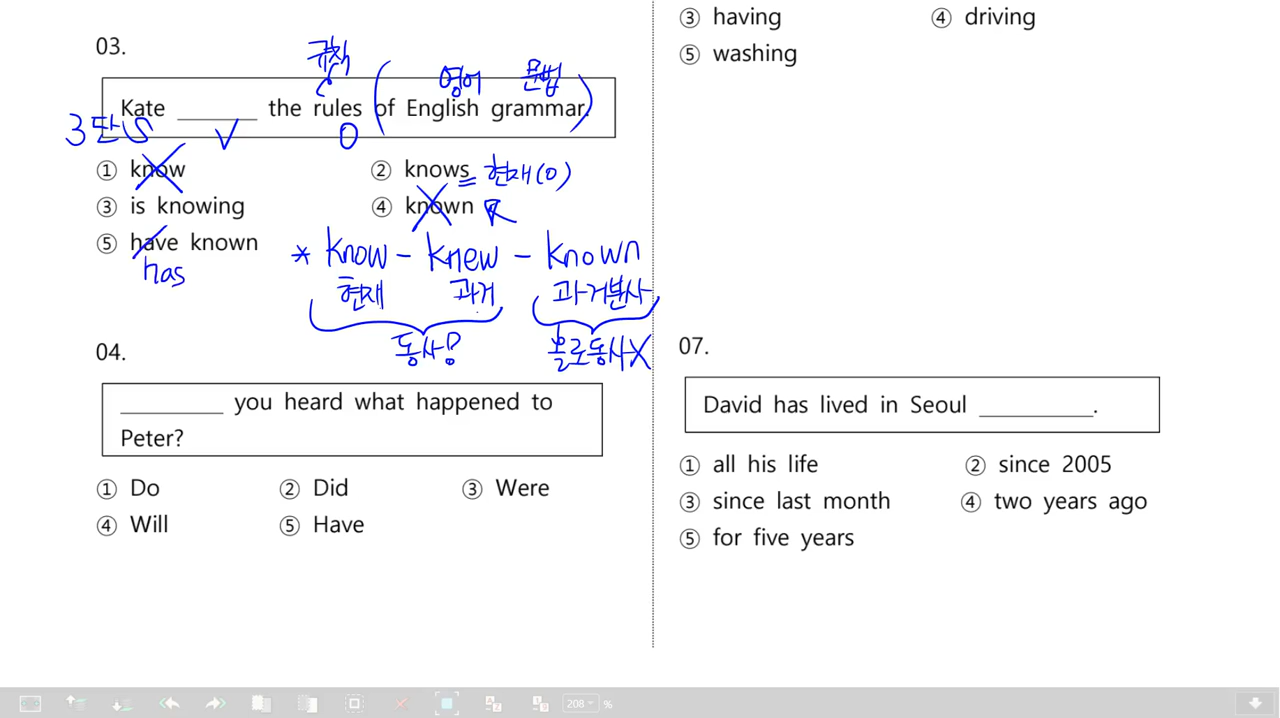 03.
규칙
영어 문법
Kate ________ the rules of English grammar.
3단S V O
① know ② knows 현재(O)
③ is knowing ④ known
⑤ have known
has
* know - knew - known
현재 과거 과거분사
동사! 홀로동사X
04.
__________ you heard what happened to
Peter?
① Do ② Did ③ Were
④ Will ⑤ Have
③ having ④ driving
⑤ washing
07.
David has lived in Seoul ___________.
① all his life ② since 2005
③ since last month ④ two years ago
⑤ for five years
208 %